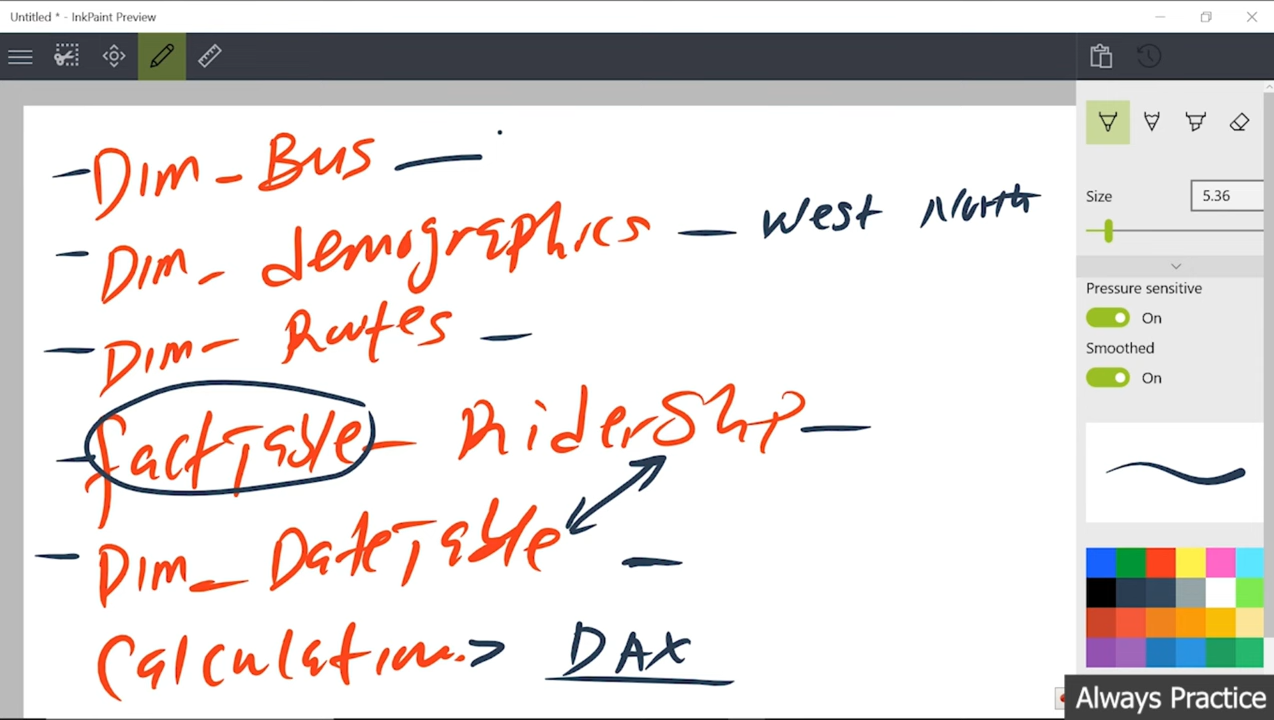 Untitled * - InkPaint Preview
- Dim - Bus —
- Dim - demographics — West North
- Dim - Routes -
- factTable - RiderShp —
- Dim - DateTable -
Calculation. > DAX
Size
5.36
Pressure sensitive
On
Smoothed
On
Always Practice